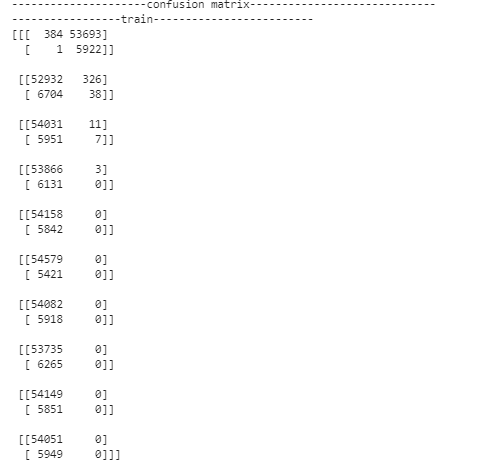 ---------------------confusion matrix-----------------------------
-----------------train-------------------------
[[[  384 53693]
  [    1  5922]]
 [[52932   326]
  [ 6704    38]]
 [[54031    11]
  [ 5951     7]]
 [[53866     3]
  [ 6131     0]]
 [[54158     0]
  [ 5842     0]]
 [[54579     0]
  [ 5421     0]]
 [[54082     0]
  [ 5918     0]]
 [[53735     0]
  [ 6265     0]]
 [[54149     0]
  [ 5851     0]]
 [[54051     0]
  [ 5949     0]]]